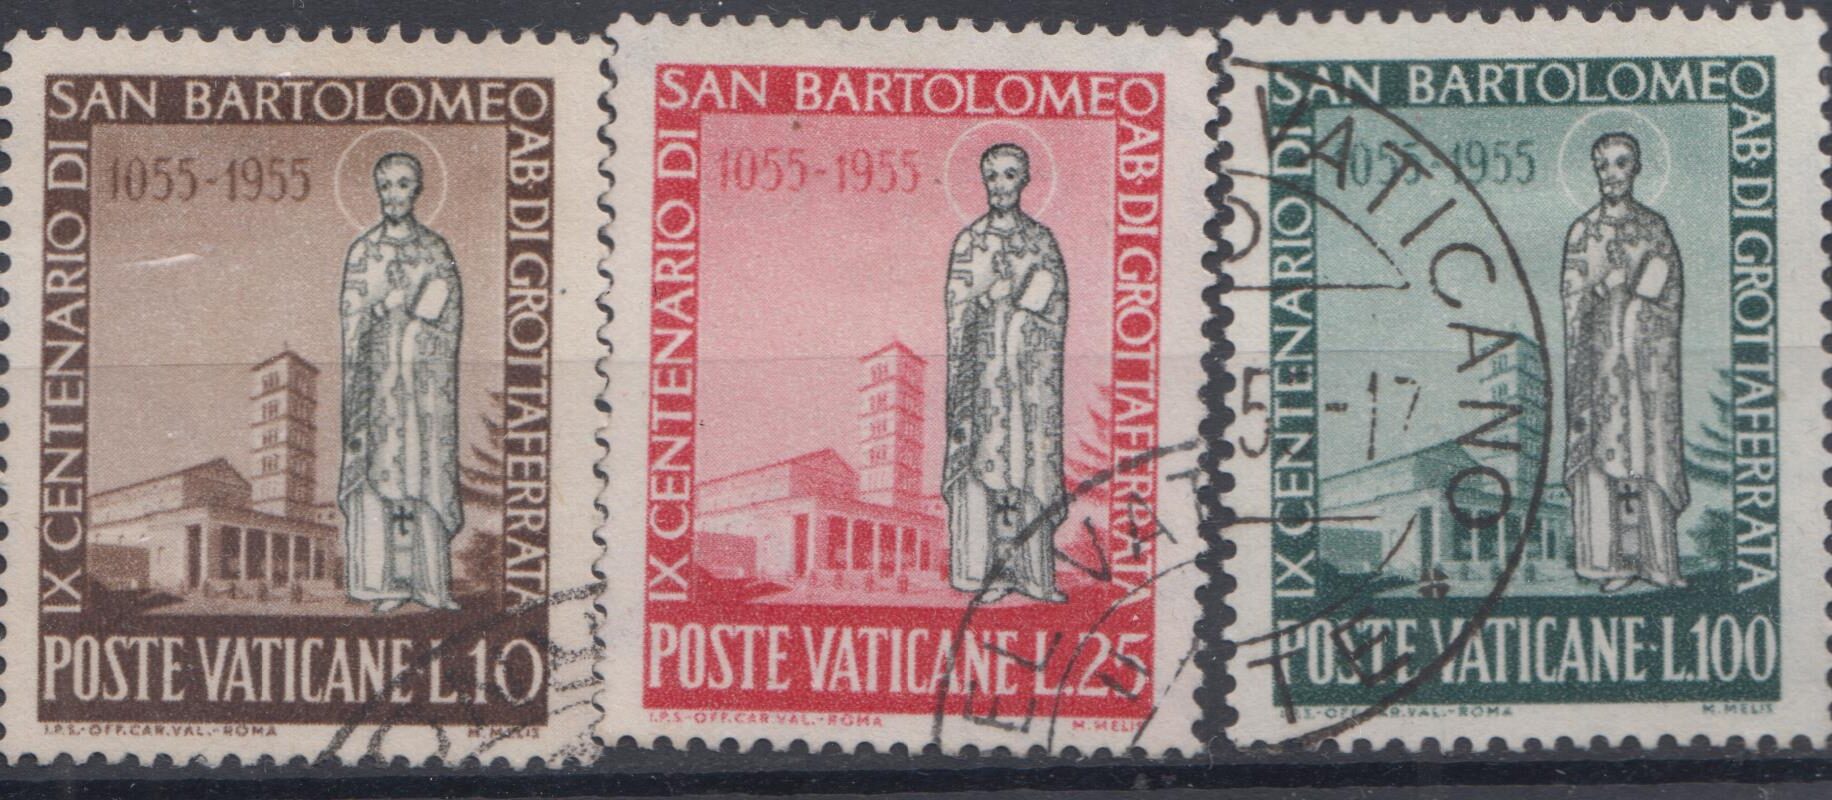 IX CENTENARIO DI
SAN BARTOLOMEO
AB. DI GROTTAFERRATA
1055-1955
POSTE VATICANE·L.10
I.P.S.-OFF.CAR.VAL.-ROMA
M. MELIS
IX CENTENARIO DI
SAN BARTOLOMEO
AB. DI GROTTAFERRATA
1055-1955
POSTE VATICANE L.25
I.P.S.-OFF.CAR.VAL.-ROMA
M. MELIS
IX CENTENARIO DI
SAN BARTOLOMEO
AB. DI GROTTAFERRATA
1055-1955
POSTE VATICANE·L.100
I.P.S.-OFF.CAR.VAL.-ROMA
M. MELIS
VATICANO
5 -17